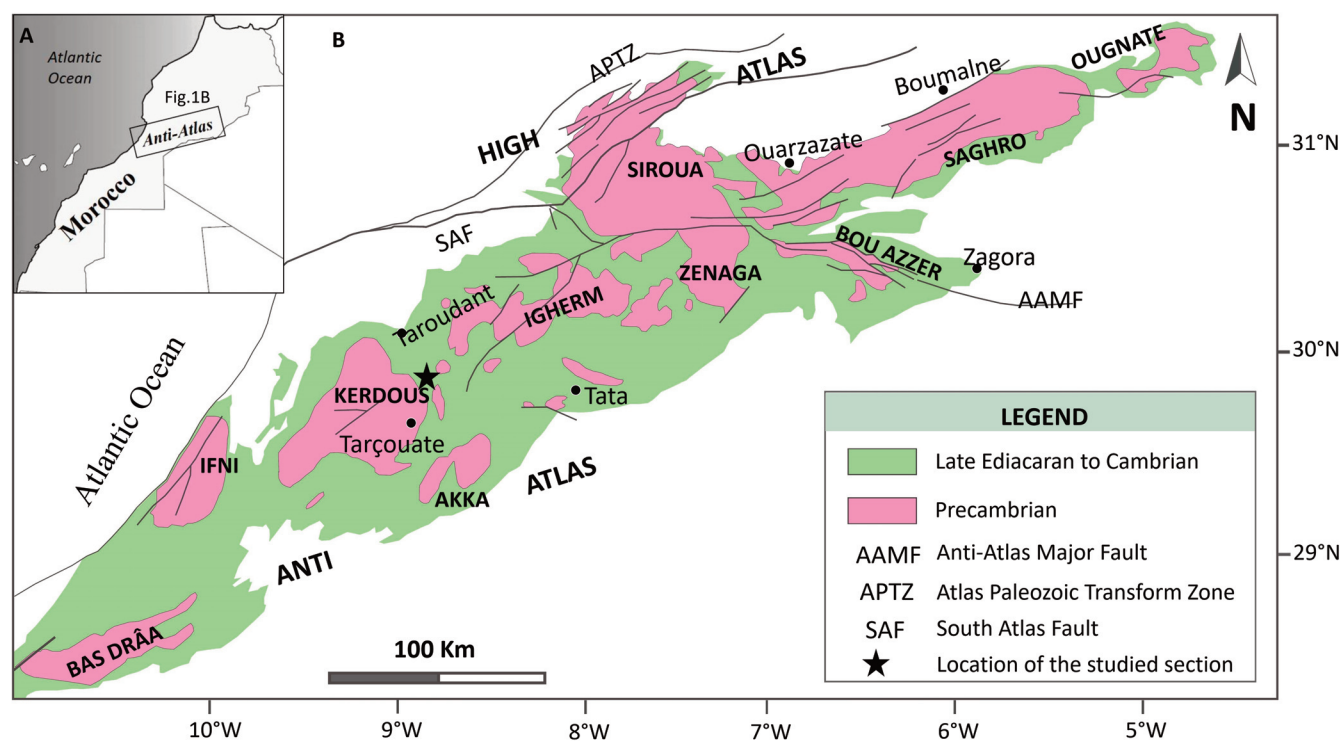 A
Atlantic
Ocean
Fig.1B
Anti-Atlas
Morocco
B
APTZ
HIGH
ATLAS
OUGNATE
Boumalne
N
SIROUA
Ouarzazate
SAGHRO
31°N
SAF
BOU AZZER
Zagora
ZENAGA
AAMF
Taroudant
IGHERM
30°N
KERDOUS
Tata
Tarçouate
Atlantic Ocean
IFNI
AKKA
ATLAS
ANTI
29°N
BAS DRÂA
100 Km
LEGEND
Late Ediacaran to Cambrian
Precambrian
AAMF Anti-Atlas Major Fault
APTZ Atlas Paleozoic Transform Zone
SAF South Atlas Fault
Location of the studied section
10°W 9°W 8°W 7°W 6°W 5°W